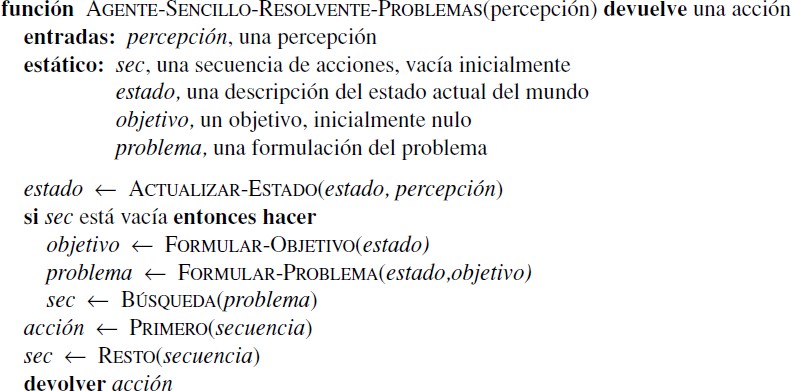 función AGENTE-SENCILLO-RESOLVENTE-PROBLEMAS(percepción) devuelve una acción
entradas: percepción, una percepción
estático: sec, una secuencia de acciones, vacía inicialmente
estado, una descripción del estado actual del mundo
objetivo, un objetivo, inicialmente nulo
problema, una formulación del problema
estado ← ACTUALIZAR-ESTADO(estado, percepción)
si sec está vacía entonces hacer
objetivo ← FORMULAR-OBJETIVO(estado)
problema ← FORMULAR-PROBLEMA(estado,objetivo)
sec ← BÚSQUEDA(problema)
acción ← PRIMERO(secuencia)
sec ← RESTO(secuencia)
devolver acción